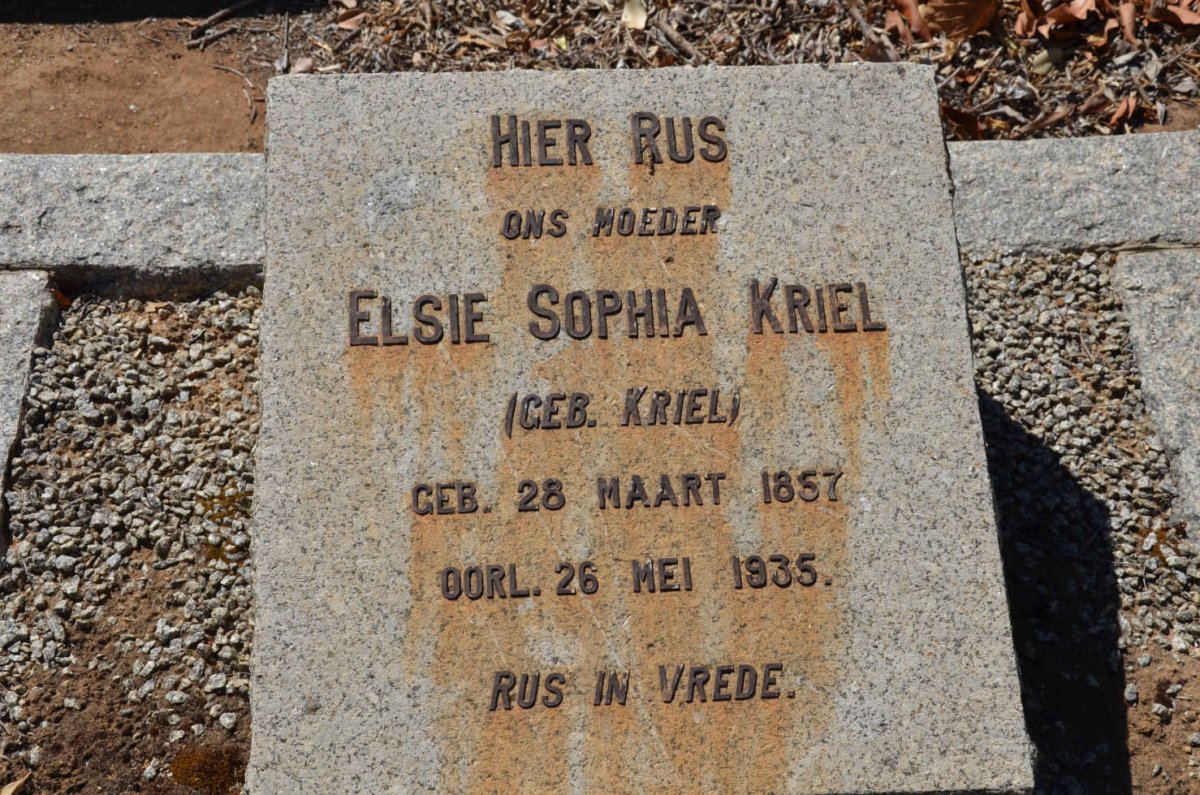 HIER RUS
ONS MOEDER
ELSIE SOPHIA KRIEL
(GEB. KRIEL)
GEB. 28 MAART 1857
OORL. 26 MEI 1935.
RUS IN VREDE.